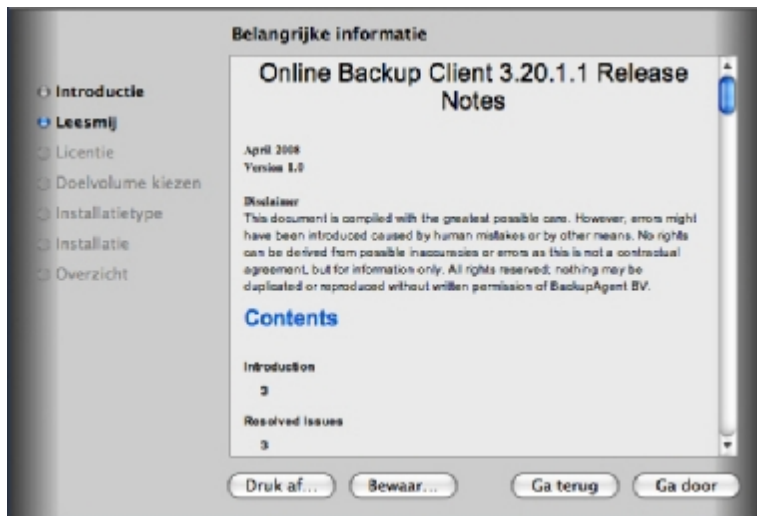 Belangrijke informatie
Introductie
Leesmij
Licentie
Doelvolume kiezen
Installatietype
Installatie
Overzicht
Online Backup Client 3.20.1.1 Release
Notes
April 2008
Version 1.0
Disclaimer
This document is compiled with the greatest possible care. However, errors might
have been introduced caused by human mistakes or by other means. No rights
can be derived from possible inaccuracies or errors as this is not a contractual
agreement, but for information only. All rights reserved; nothing may be
duplicated or reproduced without written permission of BackupAgent BV.
Contents
Introduction
3
Resolved Issues
3
Druk af...
Bewaar...
Ga terug
Ga door